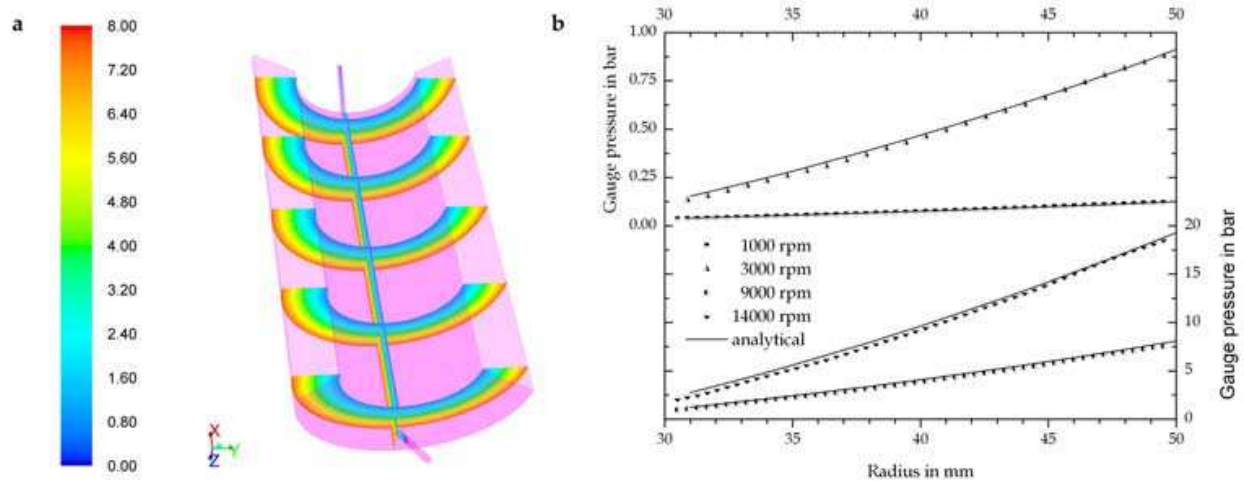 a
8.00
7.20
6.40
5.60
4.80
4.00
3.20
2.40
1.60
0.80
0.00
X
Y
Z
b
30 35 40 45 50
1.00
0.75
0.50
0.25
0.00
Gauge pressure in bar
1000 rpm
3000 rpm
9000 rpm
14000 rpm
analytical
20
15
10
5
0
Gauge pressure in bar
30 35 40 45 50
Radius in mm